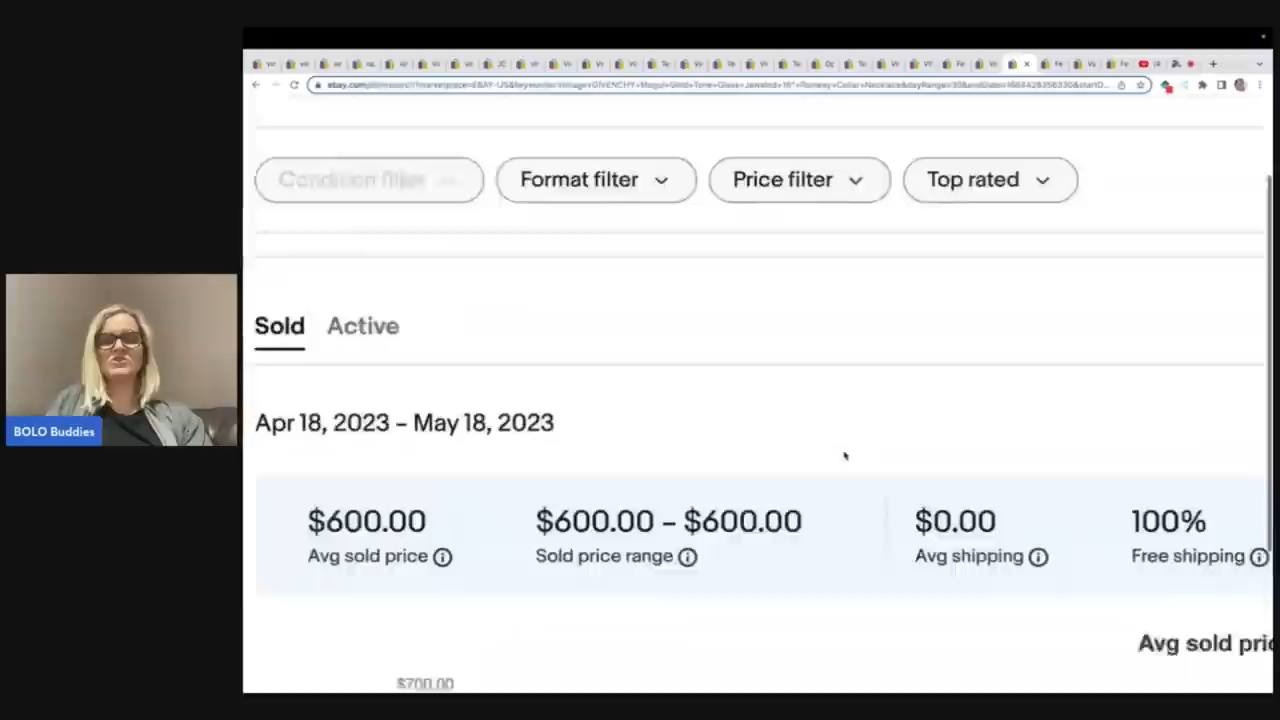 Condition filter
Format filter
Price filter
Top rated
Sold
Active
Apr 18, 2023 – May 18, 2023
$600.00
$600.00 – $600.00
$0.00
100%
Avg sold price
Sold price range
Avg shipping
Free shipping
Avg sold pric
$700.00
BOLO Buddies